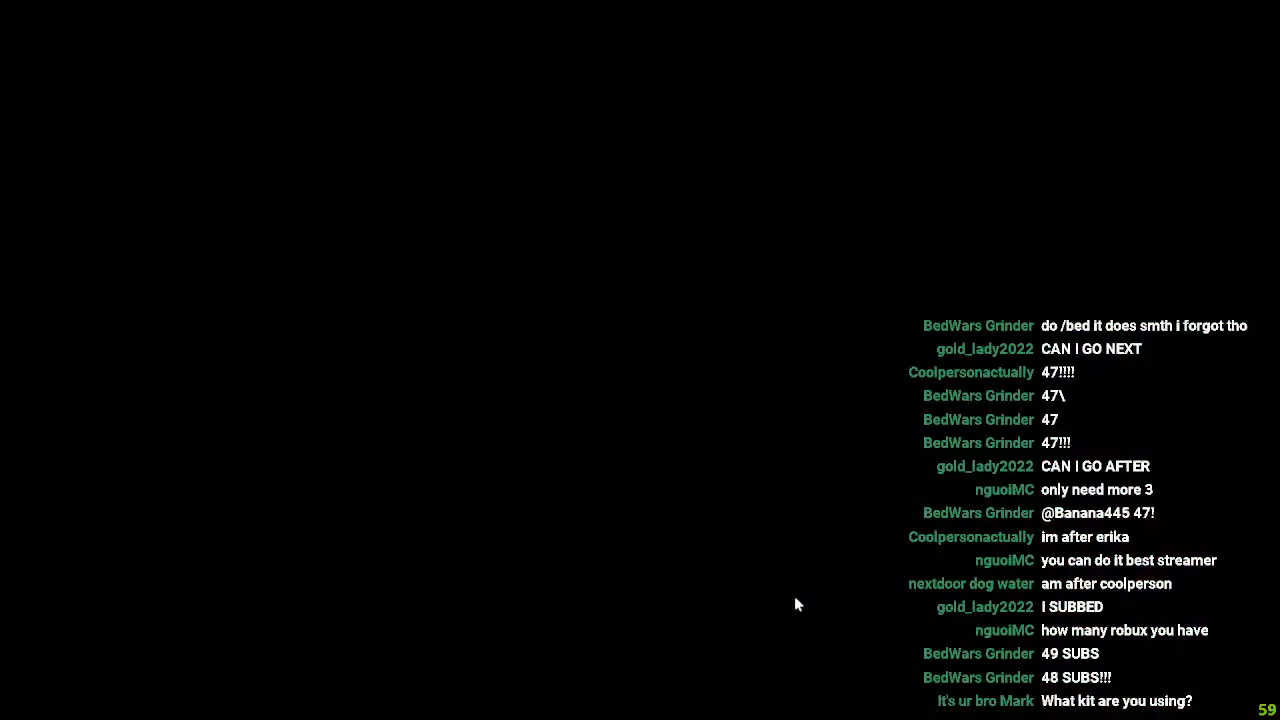 BedWars Grinder do /bed it does smth i forgot tho
gold_lady2022 CAN I GO NEXT
Coolpersonactually 47!!!!
BedWars Grinder 47\
BedWars Grinder 47
BedWars Grinder 47!!!
gold_lady2022 CAN I GO AFTER
nguoiMC only need more 3
BedWars Grinder @Banana445 47!
Coolpersonactually im after erika
nguoiMC you can do it best streamer
nextdoor dog water am after coolperson
gold_lady2022 I SUBBED
nguoiMC how many robux you have
BedWars Grinder 49 SUBS
BedWars Grinder 48 SUBS!!!
It's ur bro Mark What kit are you using?
59